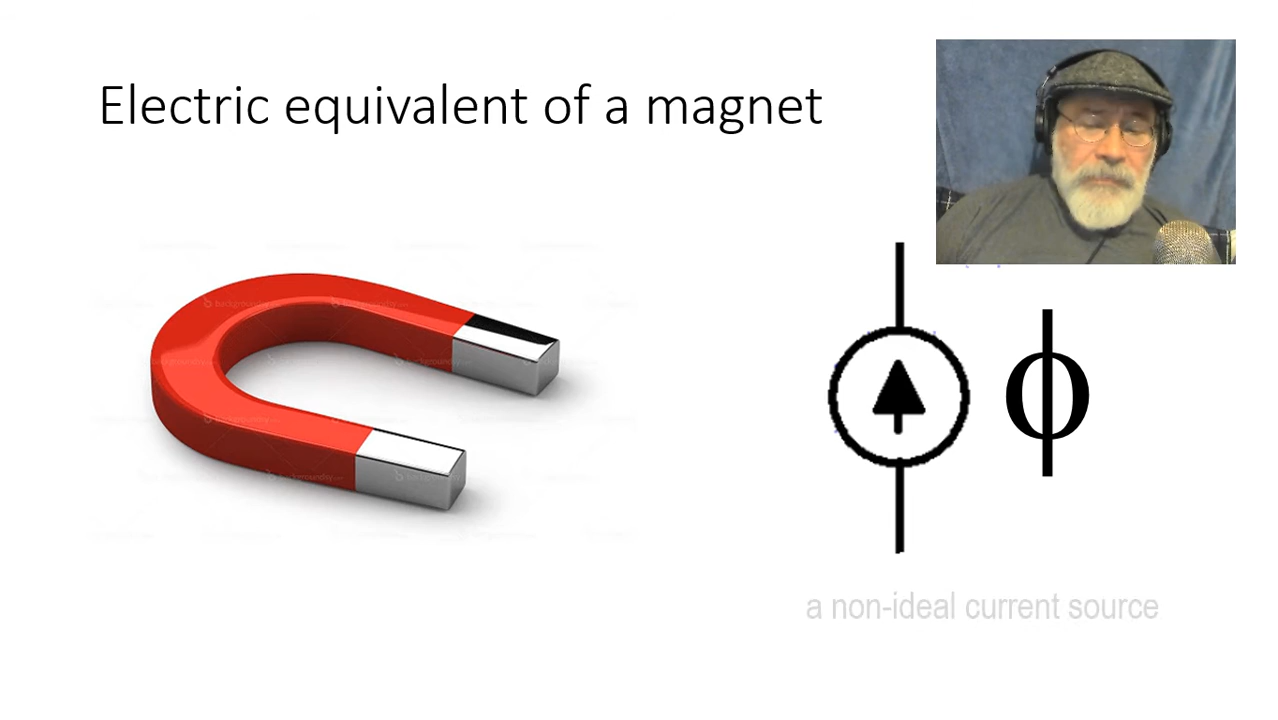 Electric equivalent of a magnet
ϕ
a non-ideal current source